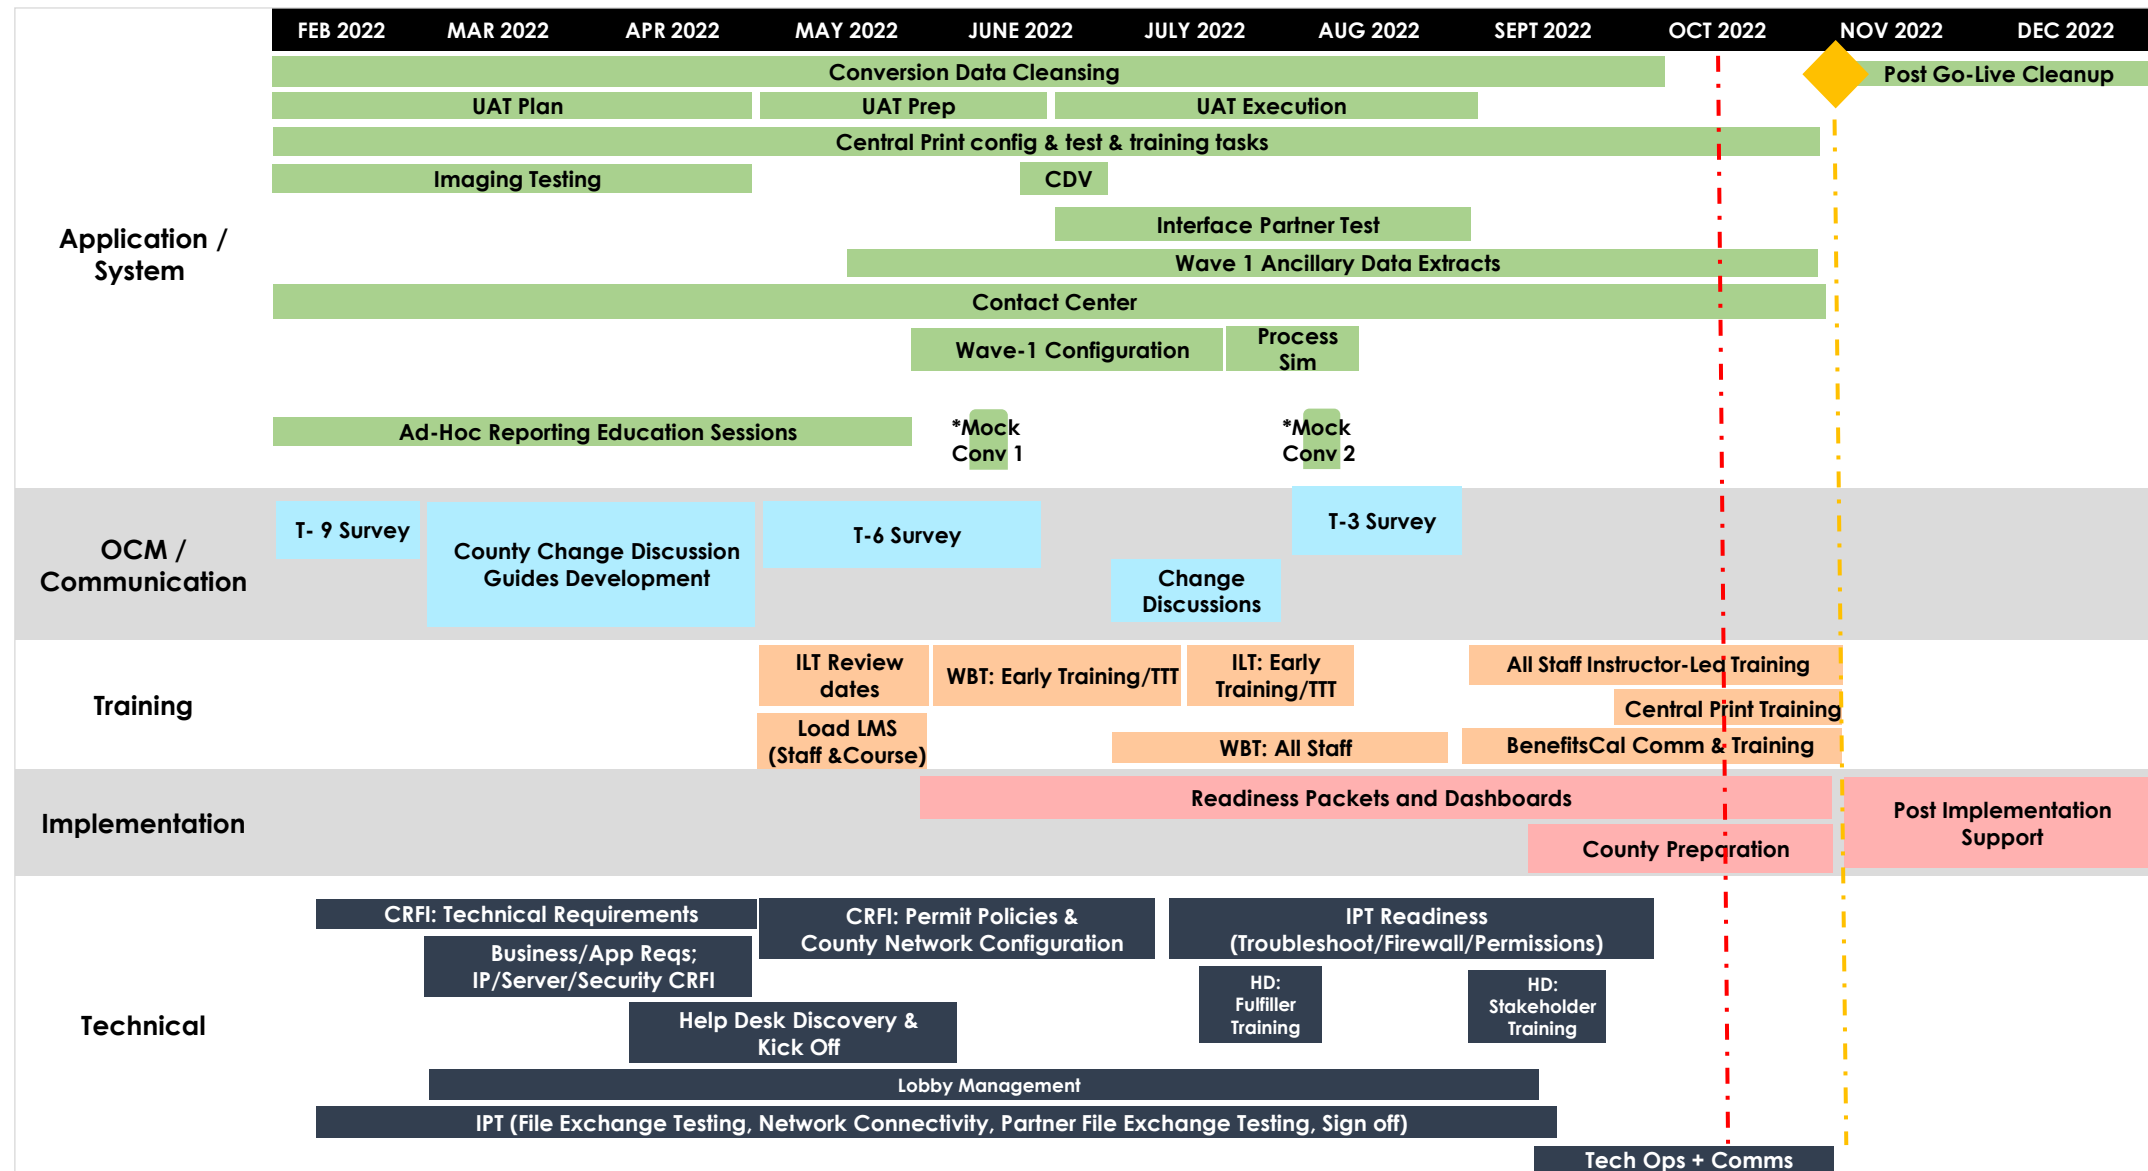 FEB 2022 MAR 2022 APR 2022 MAY 2022 JUNE 2022 JULY 2022 AUG 2022 SEPT 2022 OCT 2022 NOV 2022 DEC 2022
Application /
System
Conversion Data Cleansing
Post Go-Live Cleanup
UAT Plan
UAT Prep
UAT Execution
Central Print config & test & training tasks
Imaging Testing
CDV
Interface Partner Test
Wave 1 Ancillary Data Extracts
Contact Center
Wave-1 Configuration
Process
Sim
Ad-Hoc Reporting Education Sessions
*Mock
Conv 1
*Mock
Conv 2
OCM /
Communication
T- 9 Survey
County Change Discussion
Guides Development
T-6 Survey
T-3 Survey
Change
Discussions
Training
ILT Review
dates
WBT: Early Training/TTT
ILT: Early
Training/TTT
All Staff Instructor-Led Training
Central Print Training
Load LMS
(Staff &Course)
WBT: All Staff
BenefitsCal Comm & Training
Implementation
Readiness Packets and Dashboards
County Preparation
Post Implementation
Support
Technical
CRFI: Technical Requirements
CRFI: Permit Policies &
County Network Configuration
IPT Readiness
(Troubleshoot/Firewall/Permissions)
Business/App Reqs;
IP/Server/Security CRFI
HD:
Fulfiller
Training
HD:
Stakeholder
Training
Help Desk Discovery &
Kick Off
Lobby Management
IPT (File Exchange Testing, Network Connectivity, Partner File Exchange Testing, Sign off)
Tech Ops + Comms